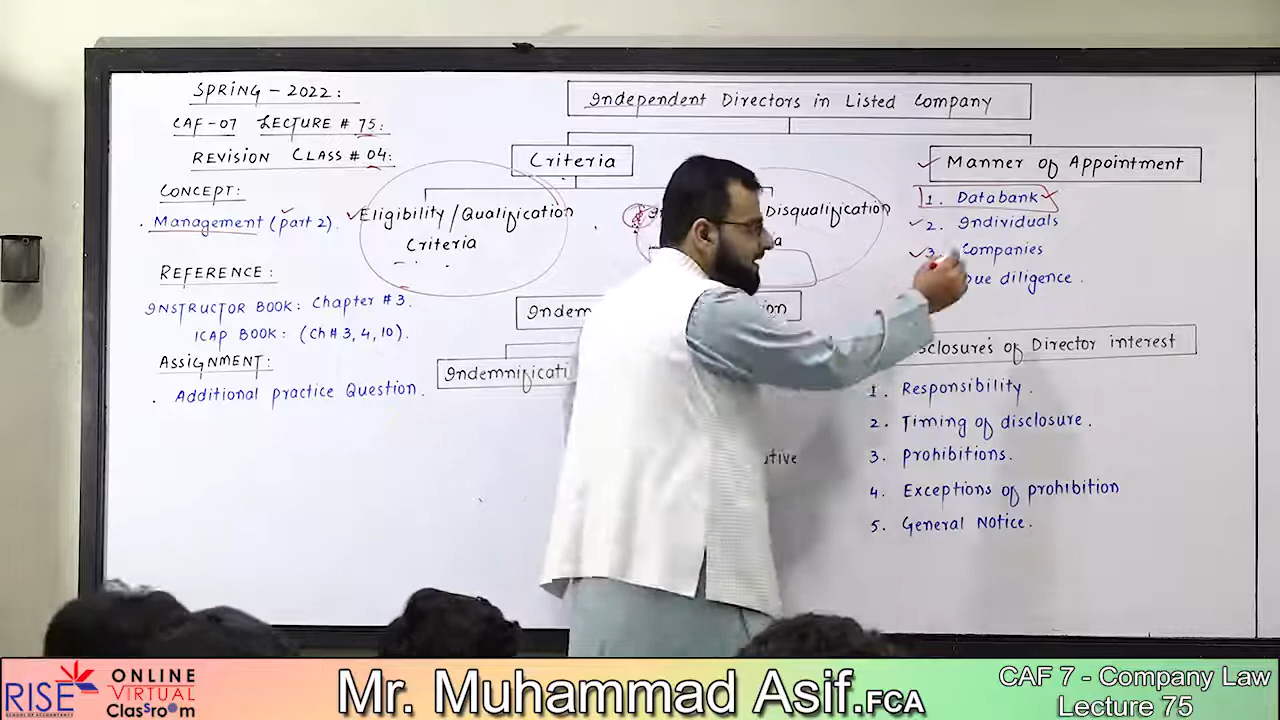 SPRING - 2022:
CAF-07 LECTURE # 75:
REVISION CLASS # 04:
CONCEPT:
. Management (part 2).
REFERENCE:
INSTRUCTOR BOOK: Chapter # 3.
ICAP BOOK: (Ch # 3, 4, 10).
ASSIGNMENT:
. Additional practice Question.
Independent Directors in Listed Company
Criteria
Eligibility/Qualification
Criteria
Disqualification
Manner of Appointment
1. Databank
2. Individuals
3. Companies
Due diligence.
Indemnificati
Director interest
1. Responsibility.
2. Timing of disclosure.
3. prohibitions.
4. Exceptions of prohibition
5. General Notice.
RISE
SCHOOL OF ACCOUNTANCY
ONLINE
VIRTUAL
Classroom
Mr. Muhammad Asif.FCA
CAF 7 - Company Law
Lecture 75